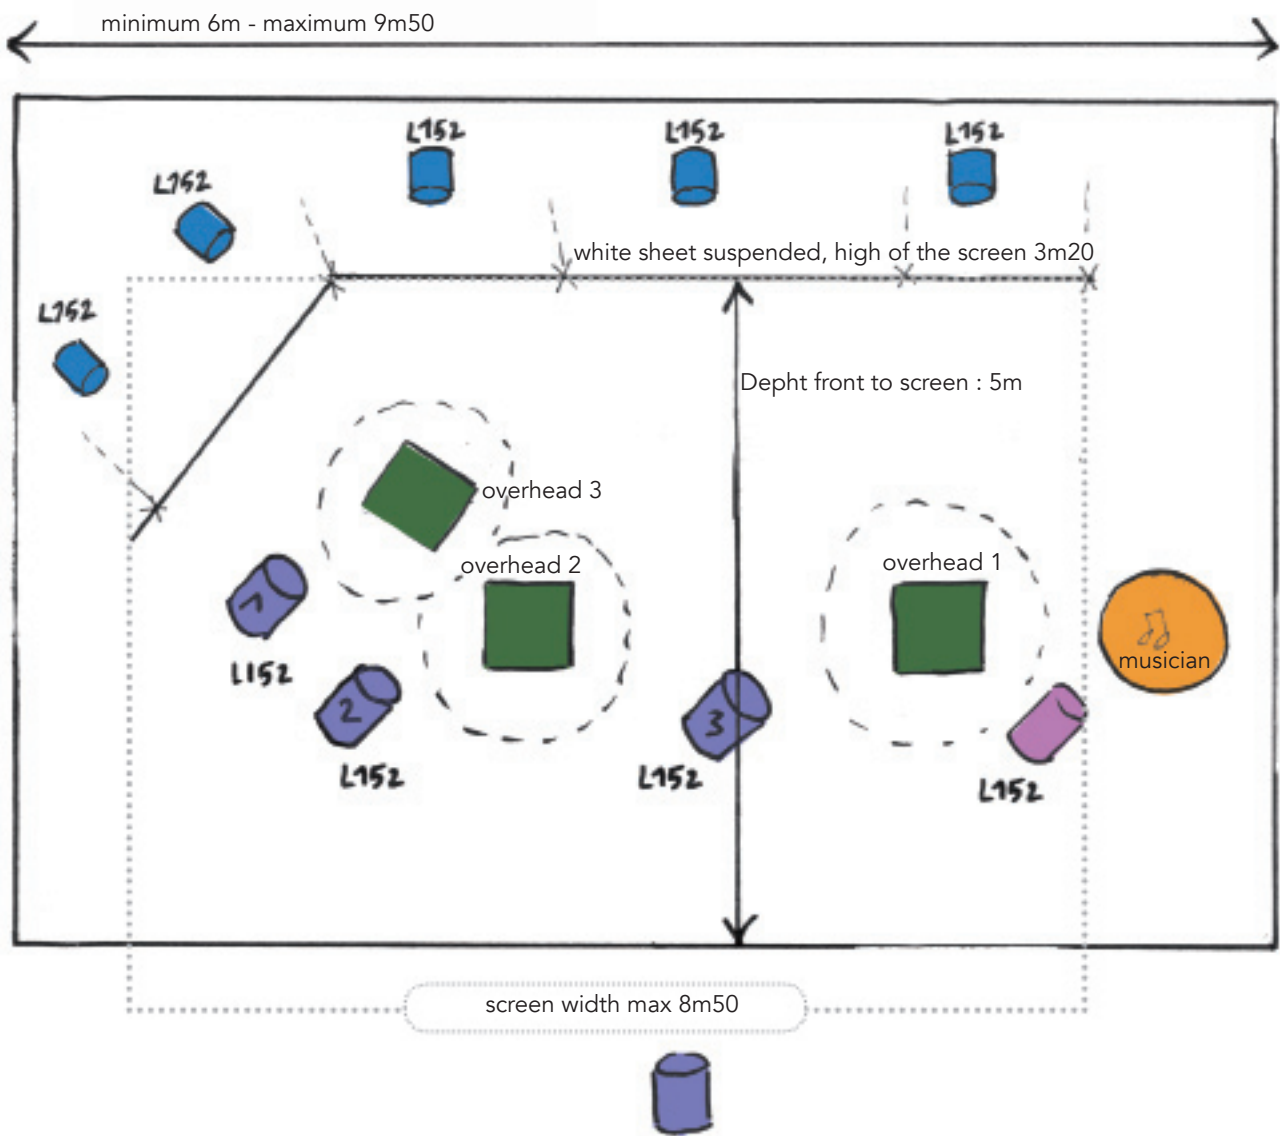 minimum 6m - maximum 9m50
L152
L152
L152
L152
white sheet suspended, high of the screen 3m20
L152
Depht front to screen : 5m
overhead 3
overhead 2
overhead 1
1
musician
L152
2
3
L152
L152
L152
screen width max 8m50